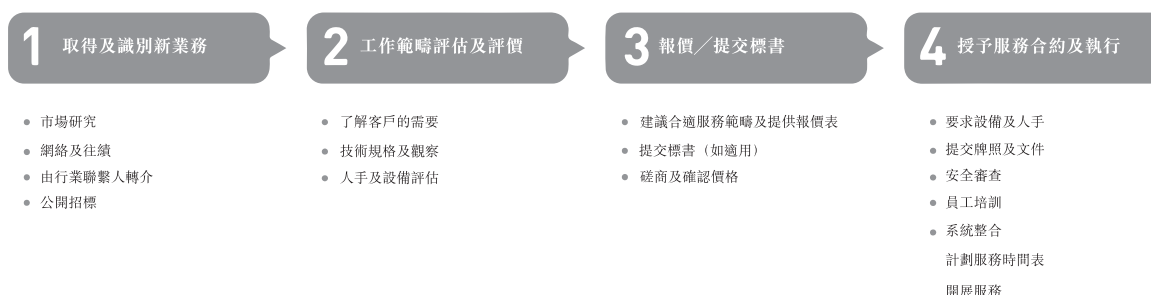 1 取得及識別新業務
市場研究
網絡及往績
由行業聯繫人轉介
公開招標
2 工作範疇評估及評價
了解客戶的需要
技術規格及觀察
人手及設備評估
3 報價／提交標書
建議合適服務範疇及提供報價表
提交標書（如適用）
磋商及確認價格
4 授予服務合約及執行
要求設備及人手
提交牌照及文件
安全審查
員工培訓
系統整合
計劃服務時間表
開展服務